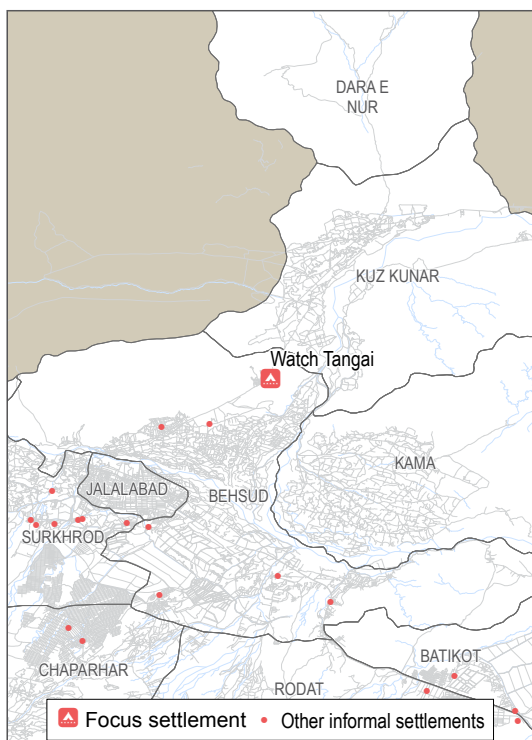 DARA E
NUR
KUZ KUNAR
Watch Tangai
KAMA
JALALABAD
BEHSUD
SURKHROD
BATIKOT
CHAPARHAR
RODAT
Focus settlement
Other informal settlements